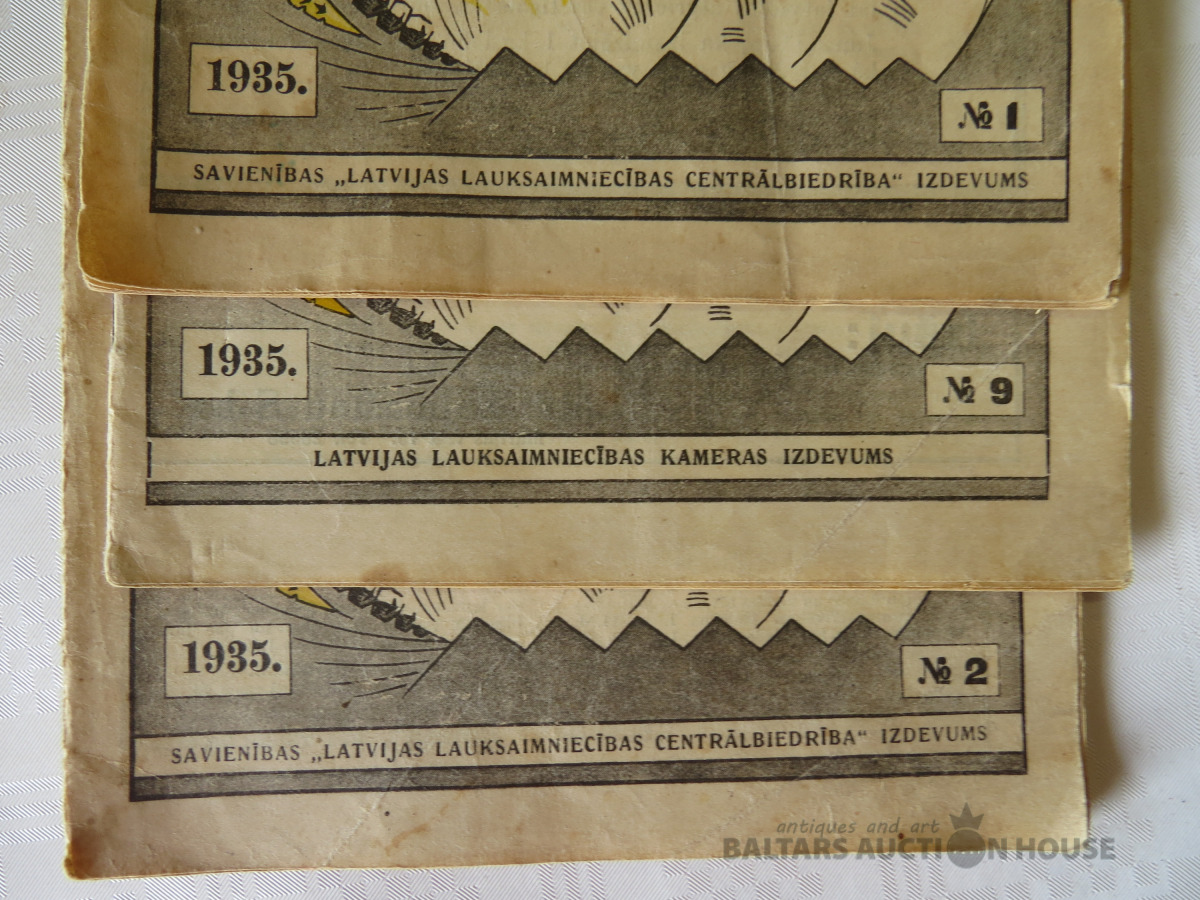 1935.
№ 1
SAVIENĪBAS „LATVIJAS LAUKSAIMNIECĪBAS CENTRĀLBIEDRĪBA“ IZDEVUMS
1935.
№ 9
LATVIJAS LAUKSAIMNIECĪBAS KAMERAS IZDEVUMS
1935.
№ 2
SAVIENĪBAS „LATVIJAS LAUKSAIMNIECĪBAS CENTRĀLBIEDRĪBA“ IZDEVUMS
antiques and art
BALTARS AUCTION HOUSE